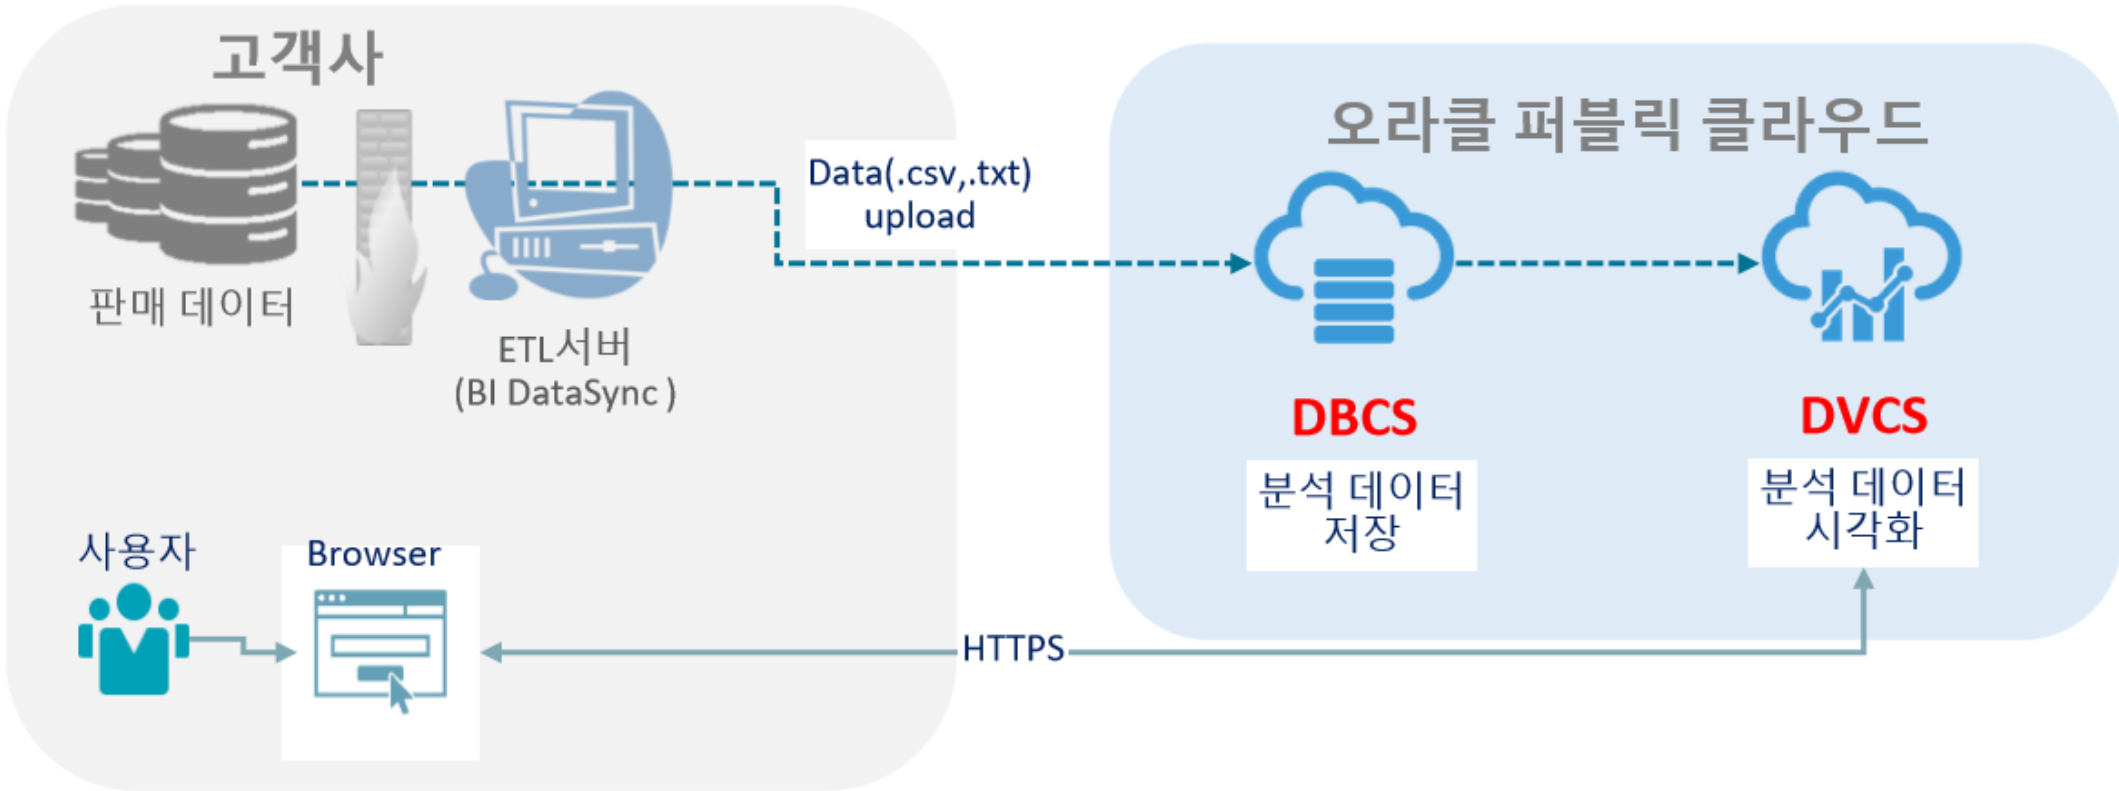 고객사
판매 데이터
ETL서버
(BI DataSync )
Data(.csv,.txt)
upload
오라클 퍼블릭 클라우드
DBCS
분석 데이터
저장
DVCS
분석 데이터
시각화
사용자
Browser
HTTPS